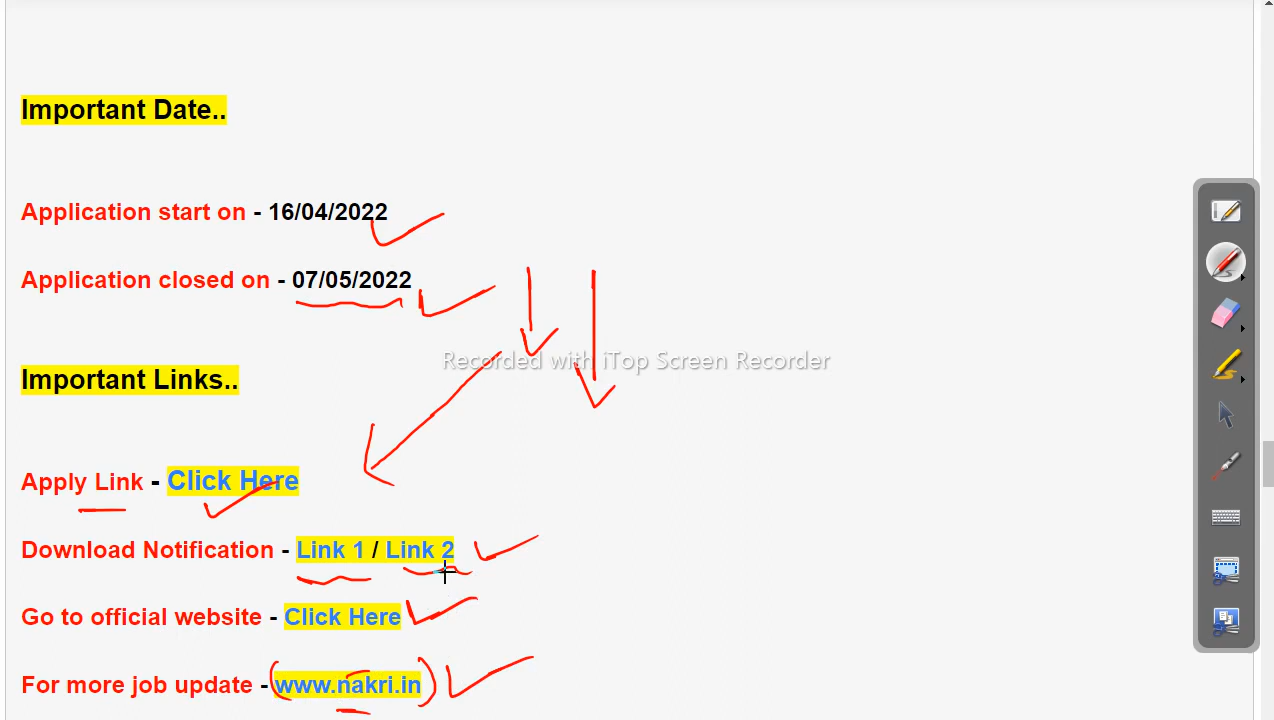 Important Date..
Application start on - 16/04/2022
Application closed on - 07/05/2022
Recorded with iTop Screen Recorder
Important Links..
Apply Link - Click Here
Download Notification - Link 1 / Link 2
Go to official website - Click Here
For more job update - www.nakri.in